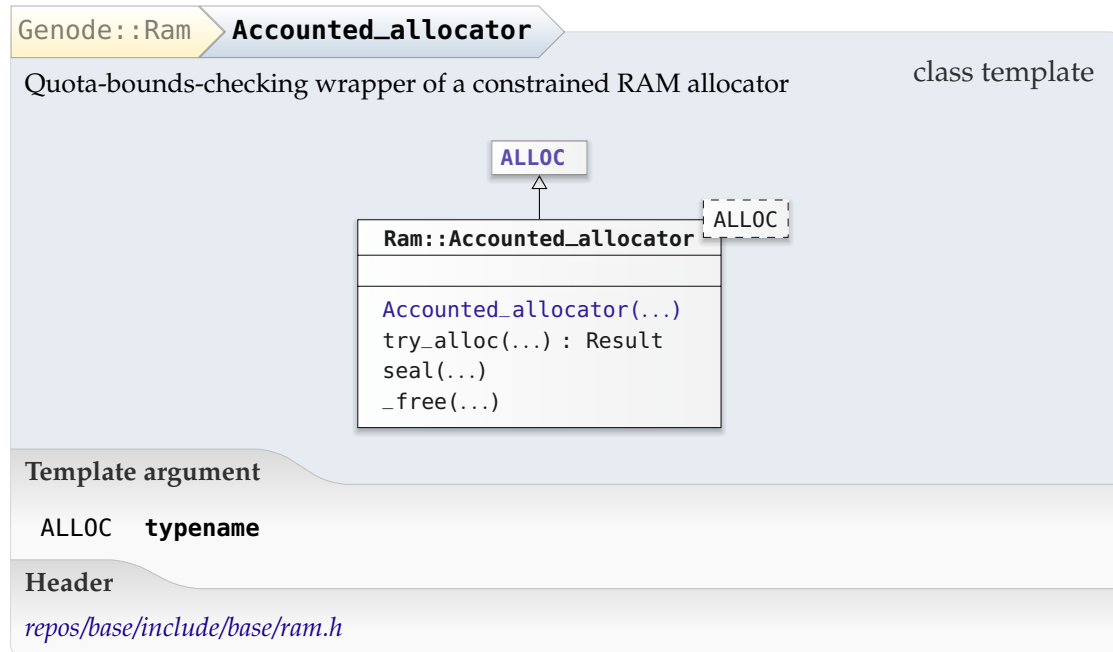 Genode::Ram Accounted_allocator
Quota-bounds-checking wrapper of a constrained RAM allocator
class template
ALLOC
ALLOC
Ram::Accounted_allocator
Accounted_allocator(...)
try_alloc(...) : Result
seal(...)
_free(...)
Template argument
ALLOC typename
Header
repos/base/include/base/ram.h